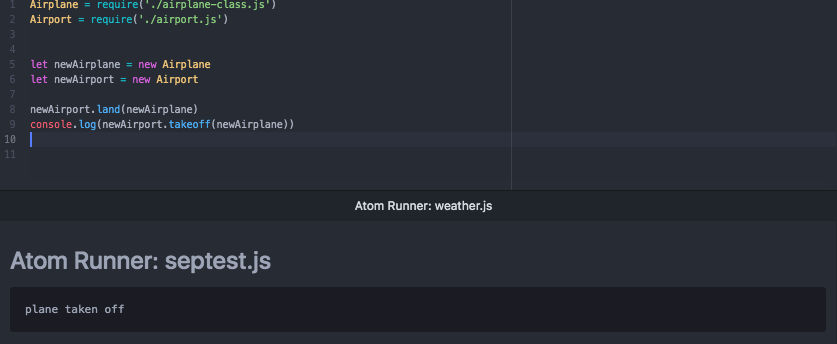 1 Airplane = require('./airplane-class.js')
2 Airport = require('./airport.js')
3
4
5 let newAirplane = new Airplane
6 let newAirport = new Airport
7
8 newAirport.land(newAirplane)
9 console.log(newAirport.takeoff(newAirplane))
10
11
Atom Runner: weather.js
Atom Runner: septest.js
plane taken off